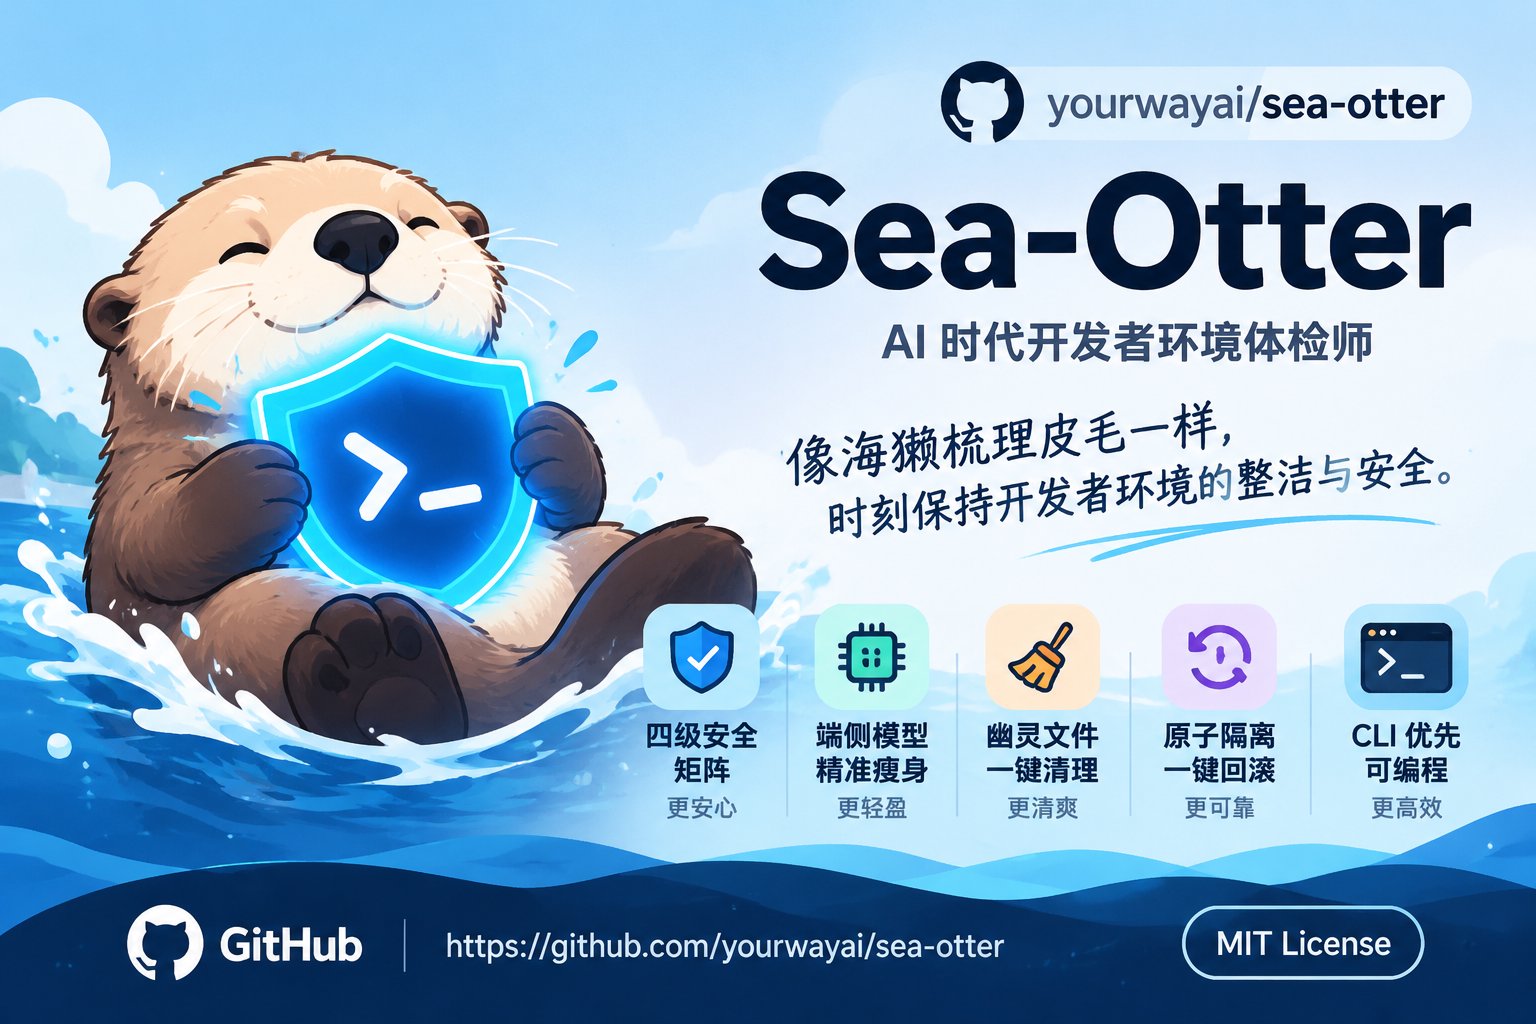 yourwayai/sea-otter
Sea-Otter
AI 时代开发者环境体检师
像海獭梳理皮毛一样,
时刻保持开发者环境的整洁与安全。
四级安全
矩阵
更安心
端侧模型
精准瘦身
更轻盈
幽灵文件
一键清理
更清爽
原子隔离
一键回滚
更可靠
CLI 优先
可编程
更高效
GitHub
https://github.com/yourwayai/sea-otter
MIT License